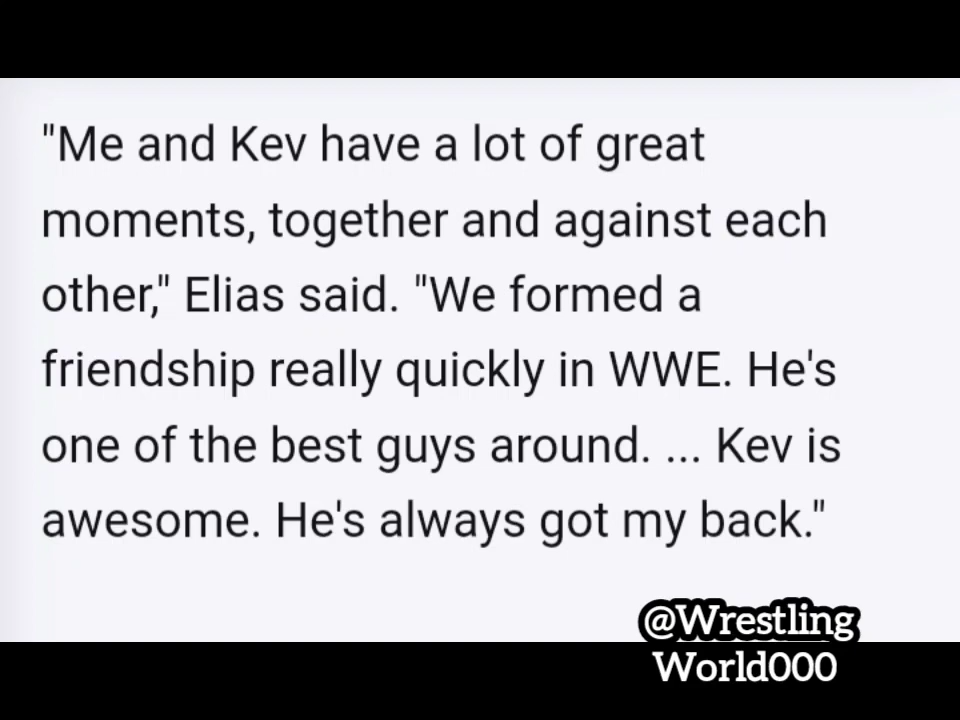 "Me and Kev have a lot of great
moments, together and against each
other," Elias said. "We formed a
friendship really quickly in WWE. He's
one of the best guys around. ... Kev is
awesome. He's always got my back."
@Wrestling
World000